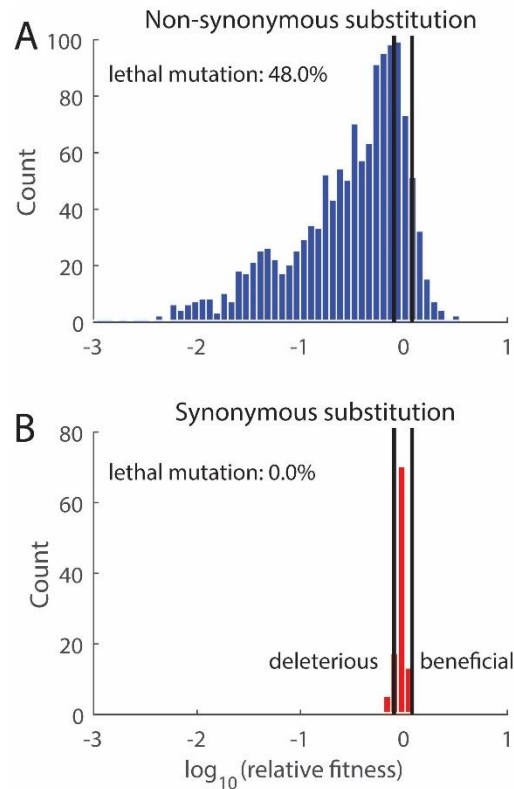 A
Non-synonymous substitution
lethal mutation: 48.0%
Count
100
80
60
40
20
0
-3 -2 -1 0 1
B
Synonymous substitution
lethal mutation: 0.0%
Count
80
60
40
20
0
deleterious beneficial
-3 -2 -1 0 1
log10(relative fitness)